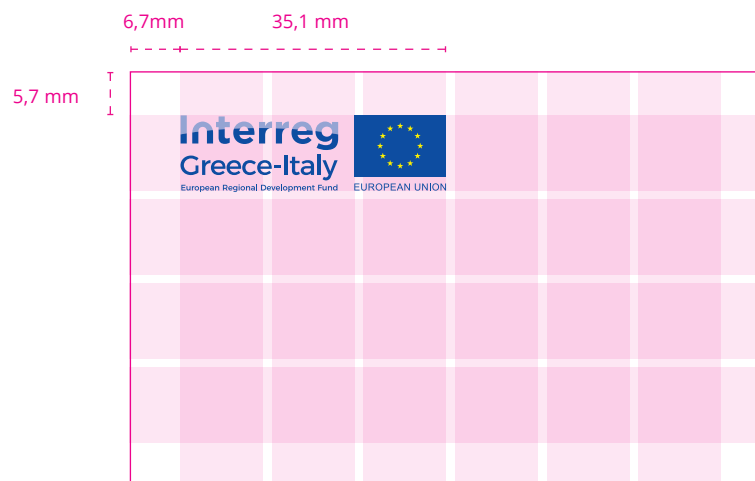 6,7mm 35,1 mm
5,7 mm
Interreg
Greece-Italy
European Regional Development Fund EUROPEAN UNION